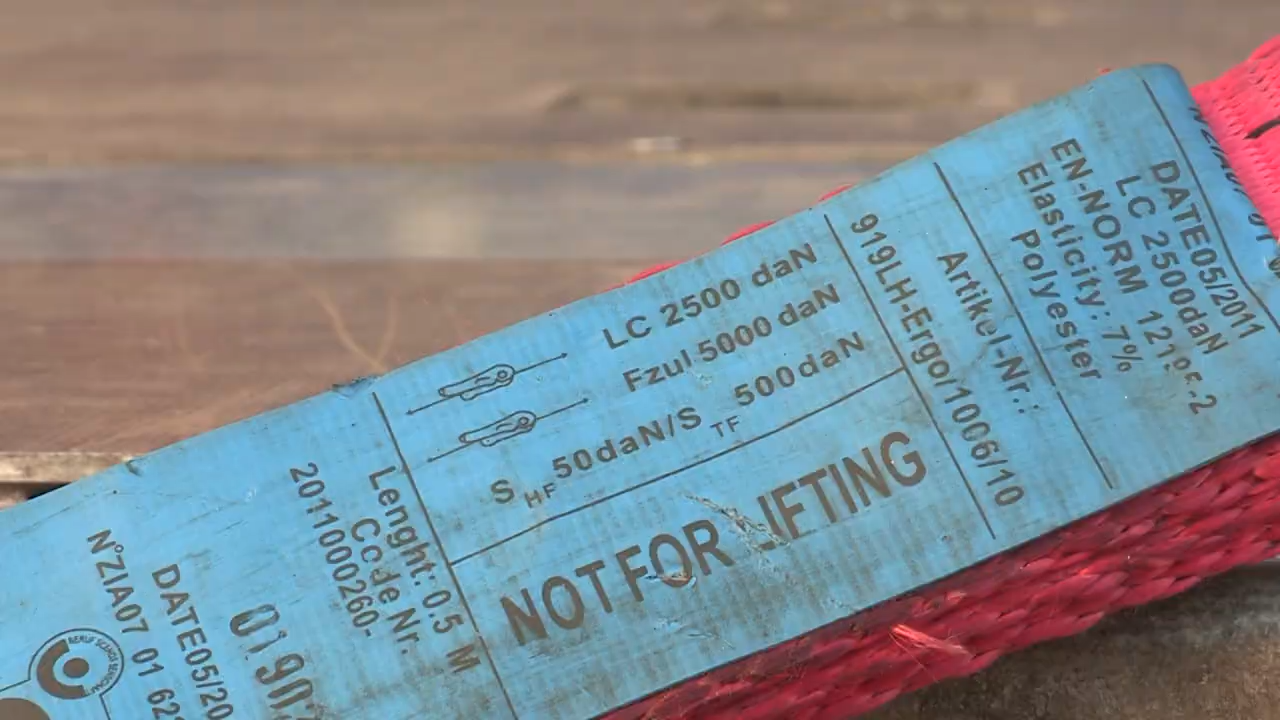 DATE05/2011
LC 2500daN
EN-NORM 12195-2
Elasticity: 7%
Polyester
Artikel-Nr.:
919LH-Ergo/1006/10
LC 2500 daN
Fzul 5000 daN
S HF 50daN/S TF 500daN
NOT FOR LIFTING
Lenght: 0.5 M
Code Nr.
2011000260-
0190
DATE05/20
N°ZIA07 01 62